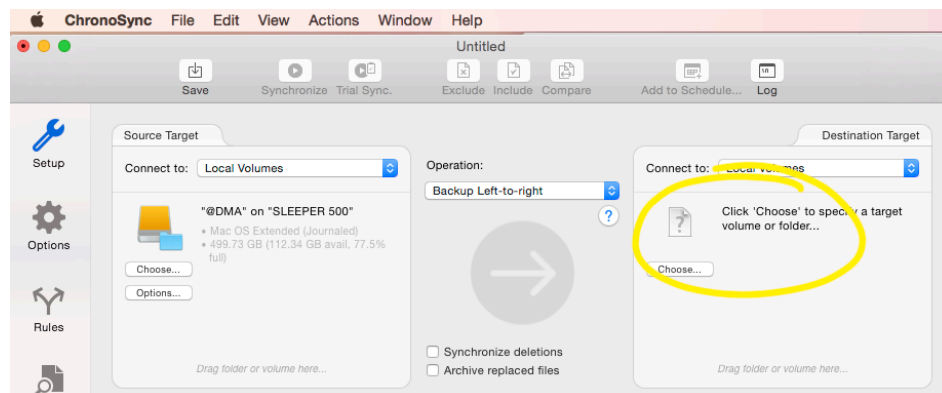 ChronoSync File Edit View Actions Window Help
Untitled
Save Synchronize Trial Sync. Exclude Include Compare Add to Schedule... Log
Setup
Options
Rules
Source Target
Connect to: Local Volumes
"@DMA" on "SLEEPER 500"
• Mac OS Extended (Journaled)
• 499.73 GB (112.34 GB avail, 77.5%
full)
Choose...
Options...
Drag folder or volume here...
Operation:
Backup Left-to-right
?
Synchronize deletions
Archive replaced files
Destination Target
Connect to: Local Volumes
?
Click 'Choose' to specify a target
volume or folder...
Choose...
Drag folder or volume here...